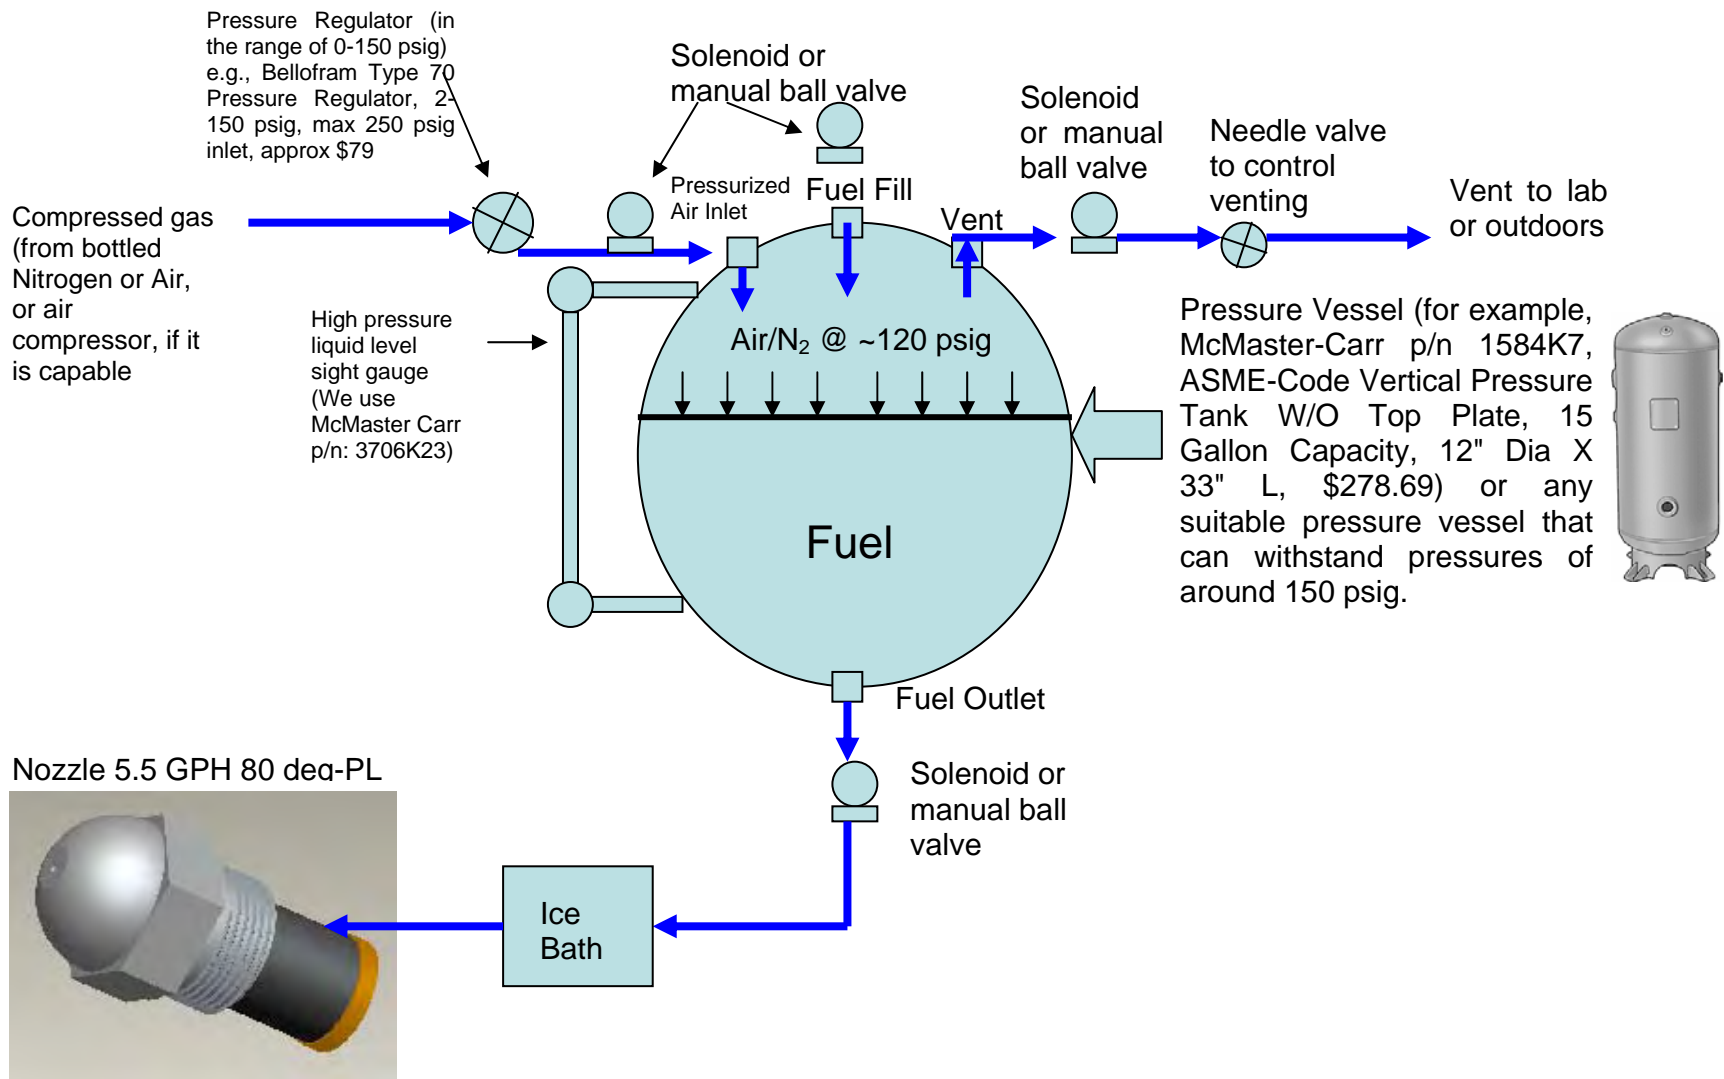 Pressure Regulator (in
the range of 0-150 psig)
e.g., Bellofram Type 70
Pressure Regulator, 2-
150 psig, max 250 psig
inlet, approx $79
Solenoid or
manual ball valve
Solenoid
or manual
ball valve
Needle valve
to control
venting
Vent to lab
or outdoors
Compressed gas
(from bottled
Nitrogen or Air,
or air
compressor, if it
is capable
Pressurized
Air Inlet
Fuel Fill
Vent
High pressure
liquid level
sight gauge
(We use
McMaster Carr
p/n: 3706K23)
Air/N2 @ ~120 psig
Fuel
Pressure Vessel (for example,
McMaster-Carr p/n 1584K7,
ASME-Code Vertical Pressure
Tank W/O Top Plate, 15
Gallon Capacity, 12" Dia X
33" L, $278.69) or any
suitable pressure vessel that
can withstand pressures of
around 150 psig.
Fuel Outlet
Solenoid or
manual ball
valve
Nozzle 5.5 GPH 80 deg-PL
Ice
Bath